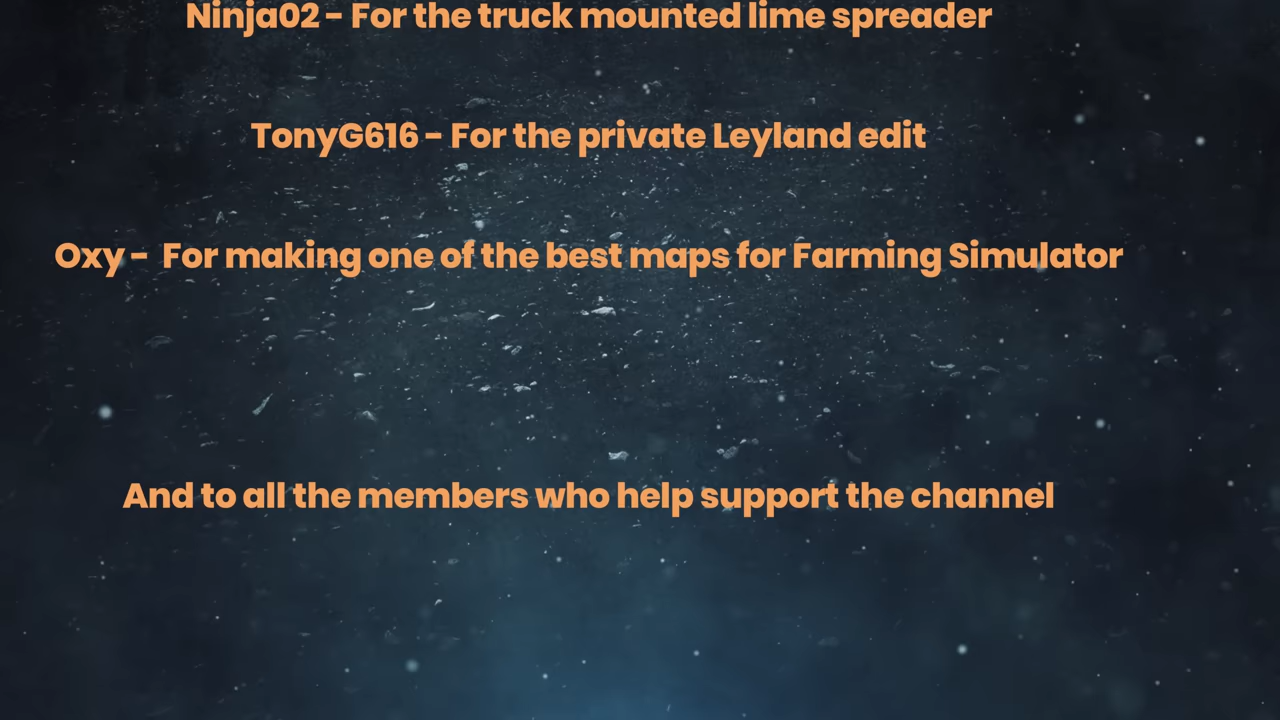 Ninja02 - For the truck mounted lime spreader
TonyG616 - For the private Leyland edit
Oxy -  For making one of the best maps for Farming Simulator
And to all the members who help support the channel